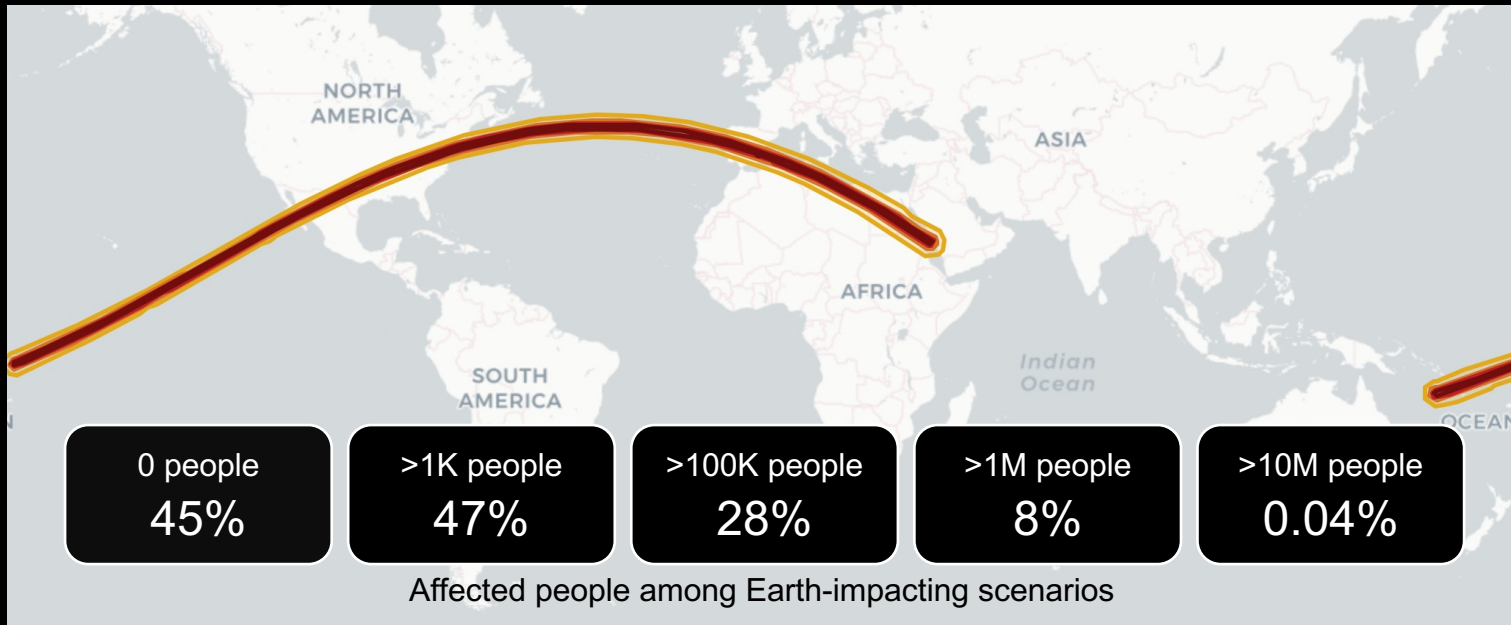 NORTH
AMERICA
ASIA
AFRICA
SOUTH
AMERICA
Indian
Ocean
N
OCEAN
0 people
45%
>1K people
47%
>100K people
28%
>1M people
8%
>10M people
0.04%
Affected people among Earth-impacting scenarios